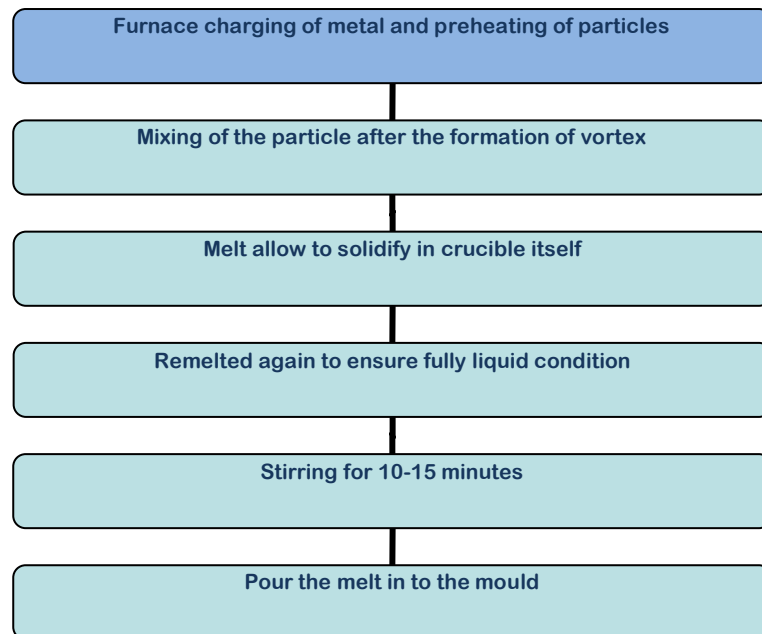 Furnace charging of metal and preheating of particles
Mixing of the particle after the formation of vortex
Melt allow to solidify in crucible itself
Remelted again to ensure fully liquid condition
Stirring for 10-15 minutes
Pour the melt in to the mould